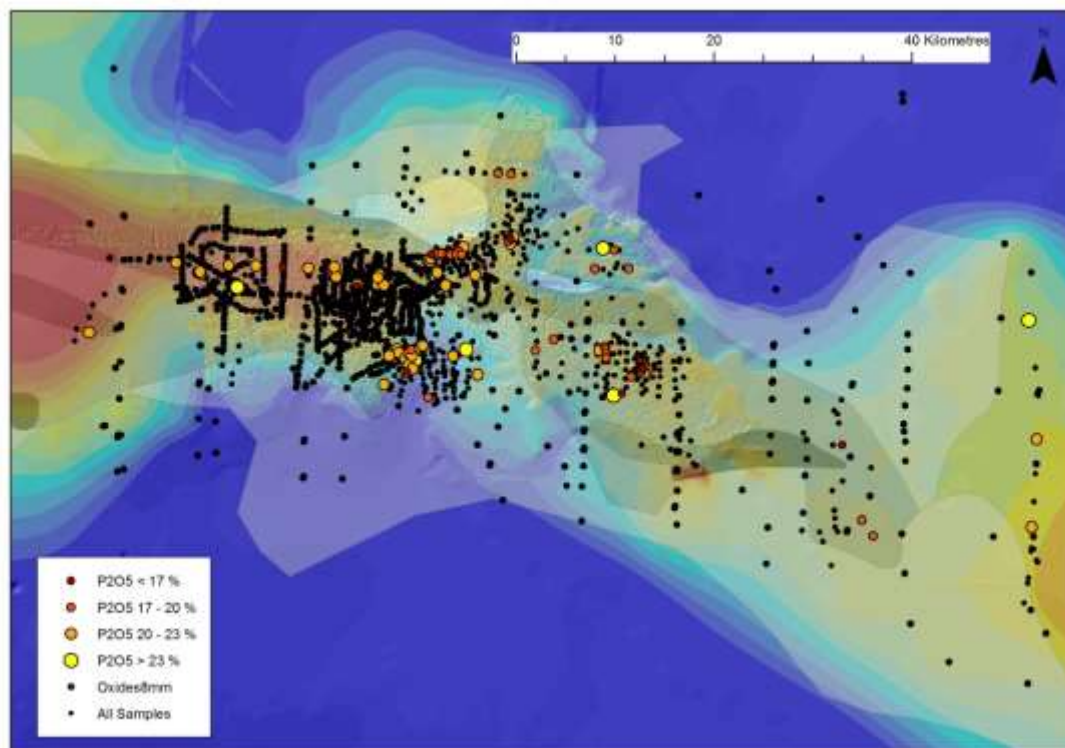 0 10 20 40 Kilometres
N
P2O5 < 17 %
P2O5 17 - 20 %
P2O5 20 - 23 %
P2O5 > 23 %
Oxides8mm
All Samples